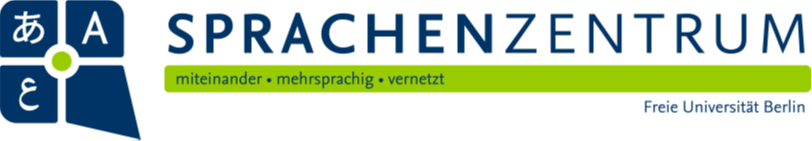 あ A
ع
SPRACHENZENTRUM
miteinander • mehrsprachig • vernetzt
Freie Universität Berlin